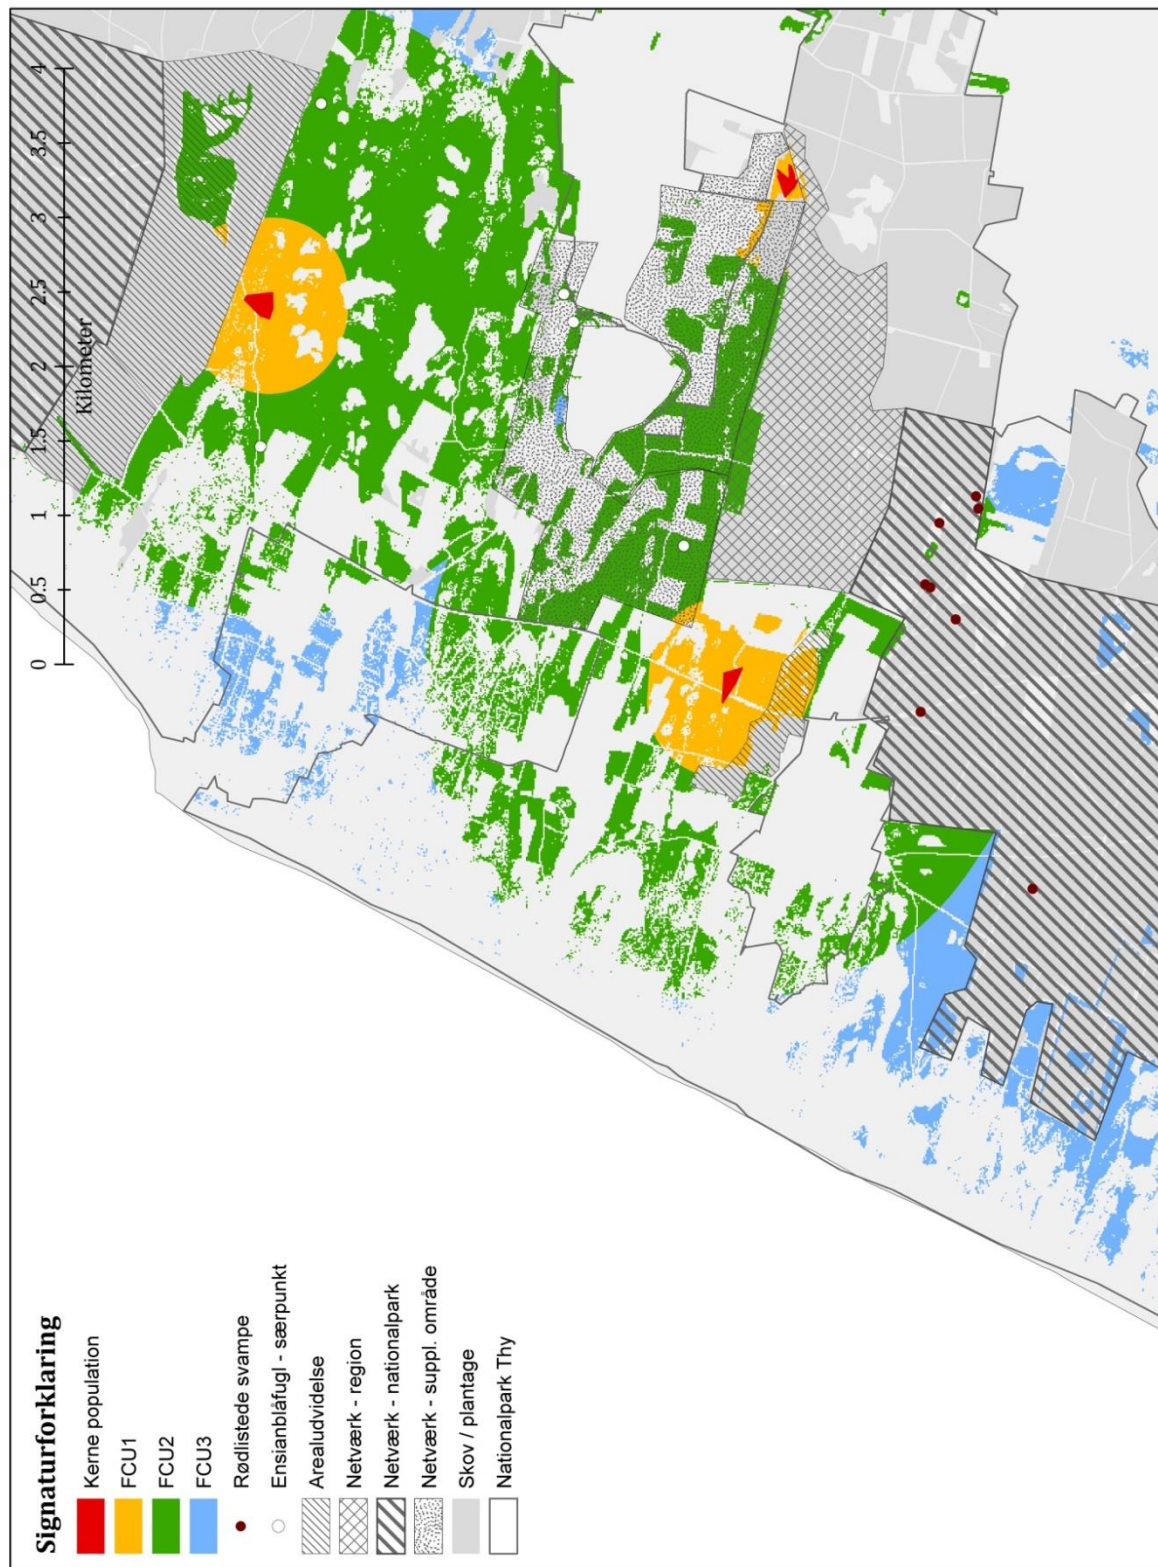 Signaturforklaring
Kerne population
FCU1
FCU2
FCU3
Rødlistede svampe
Ensianblåfugl - særpunkt
Arealudvidelse
Netværk - region
Netværk - nationalpark
Netværk - suppl. område
Skov / plantage
Nationalpark Thy
0 0.5 1 1.5 2 2.5 3 3.5 4
Kilometer